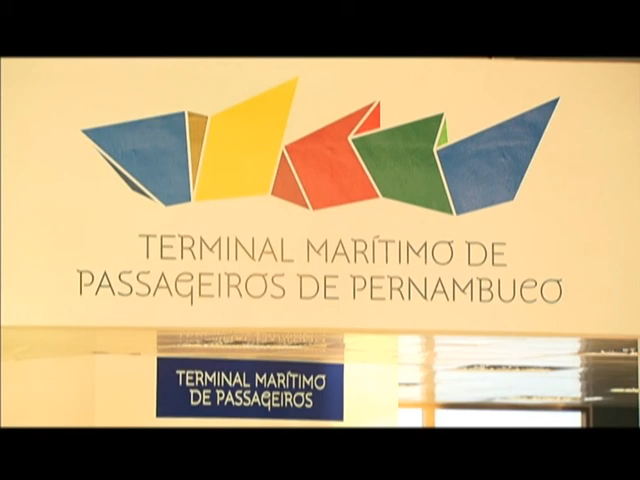 TERMINAL MARÍTIMO DE
PASSAGEIROS DE PERNAMBUCO
TERMINAL MARÍTIMO
DE PASSAGEIROS